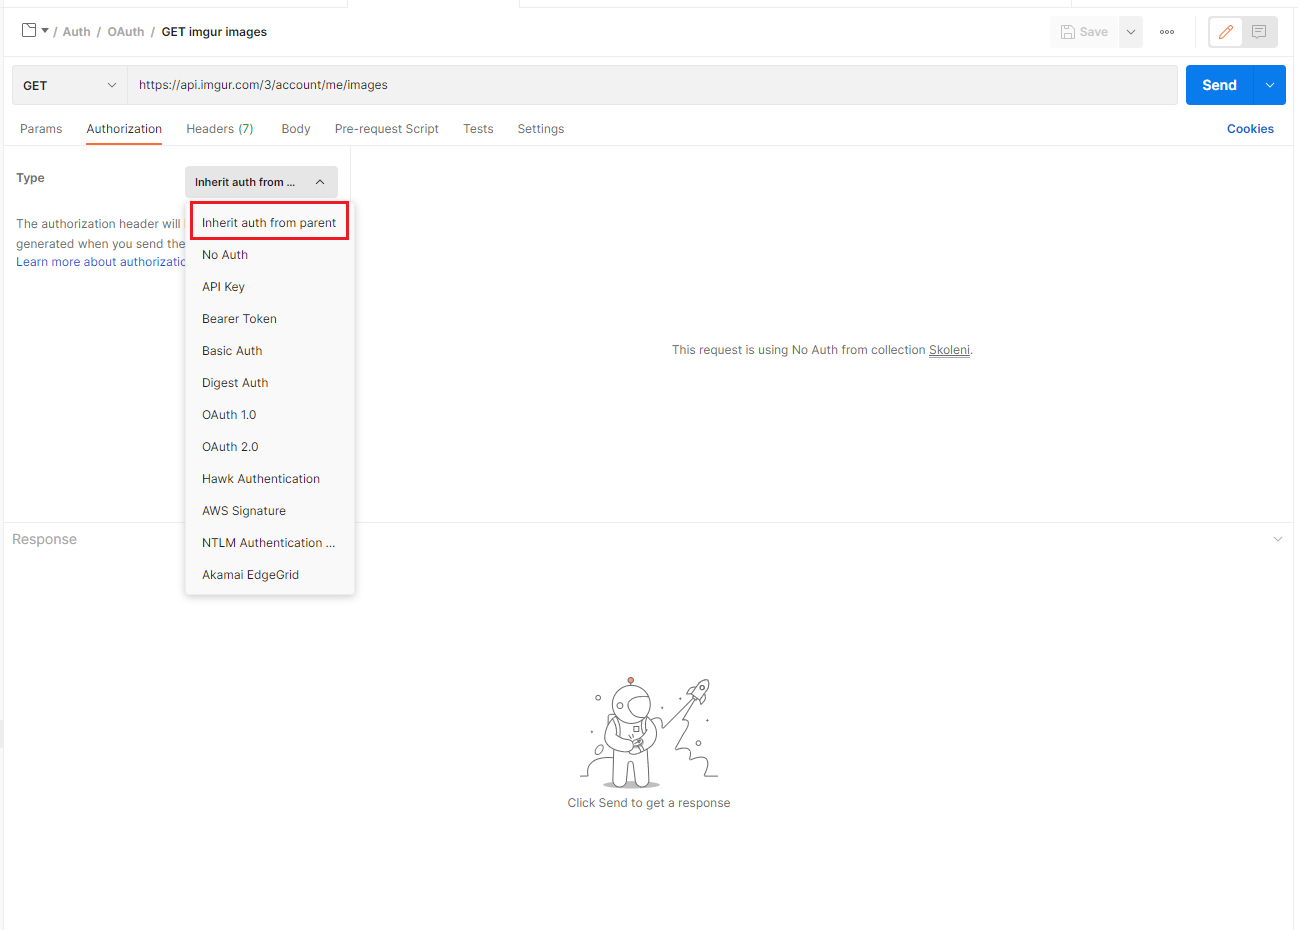 / Auth / OAuth / GET imgur images
Save
GET
https://api.imgur.com/3/account/me/images
Send
Params
Authorization
Headers (7)
Body
Pre-request Script
Tests
Settings
Cookies
Type
Inherit auth from ...
The authorization header will
generated when you send the
Learn more about authorizatio
Inherit auth from parent
No Auth
API Key
Bearer Token
Basic Auth
Digest Auth
OAuth 1.0
OAuth 2.0
Hawk Authentication
AWS Signature
NTLM Authentication ...
Akamai EdgeGrid
This request is using No Auth from collection Skoleni.
Response
Click Send to get a response